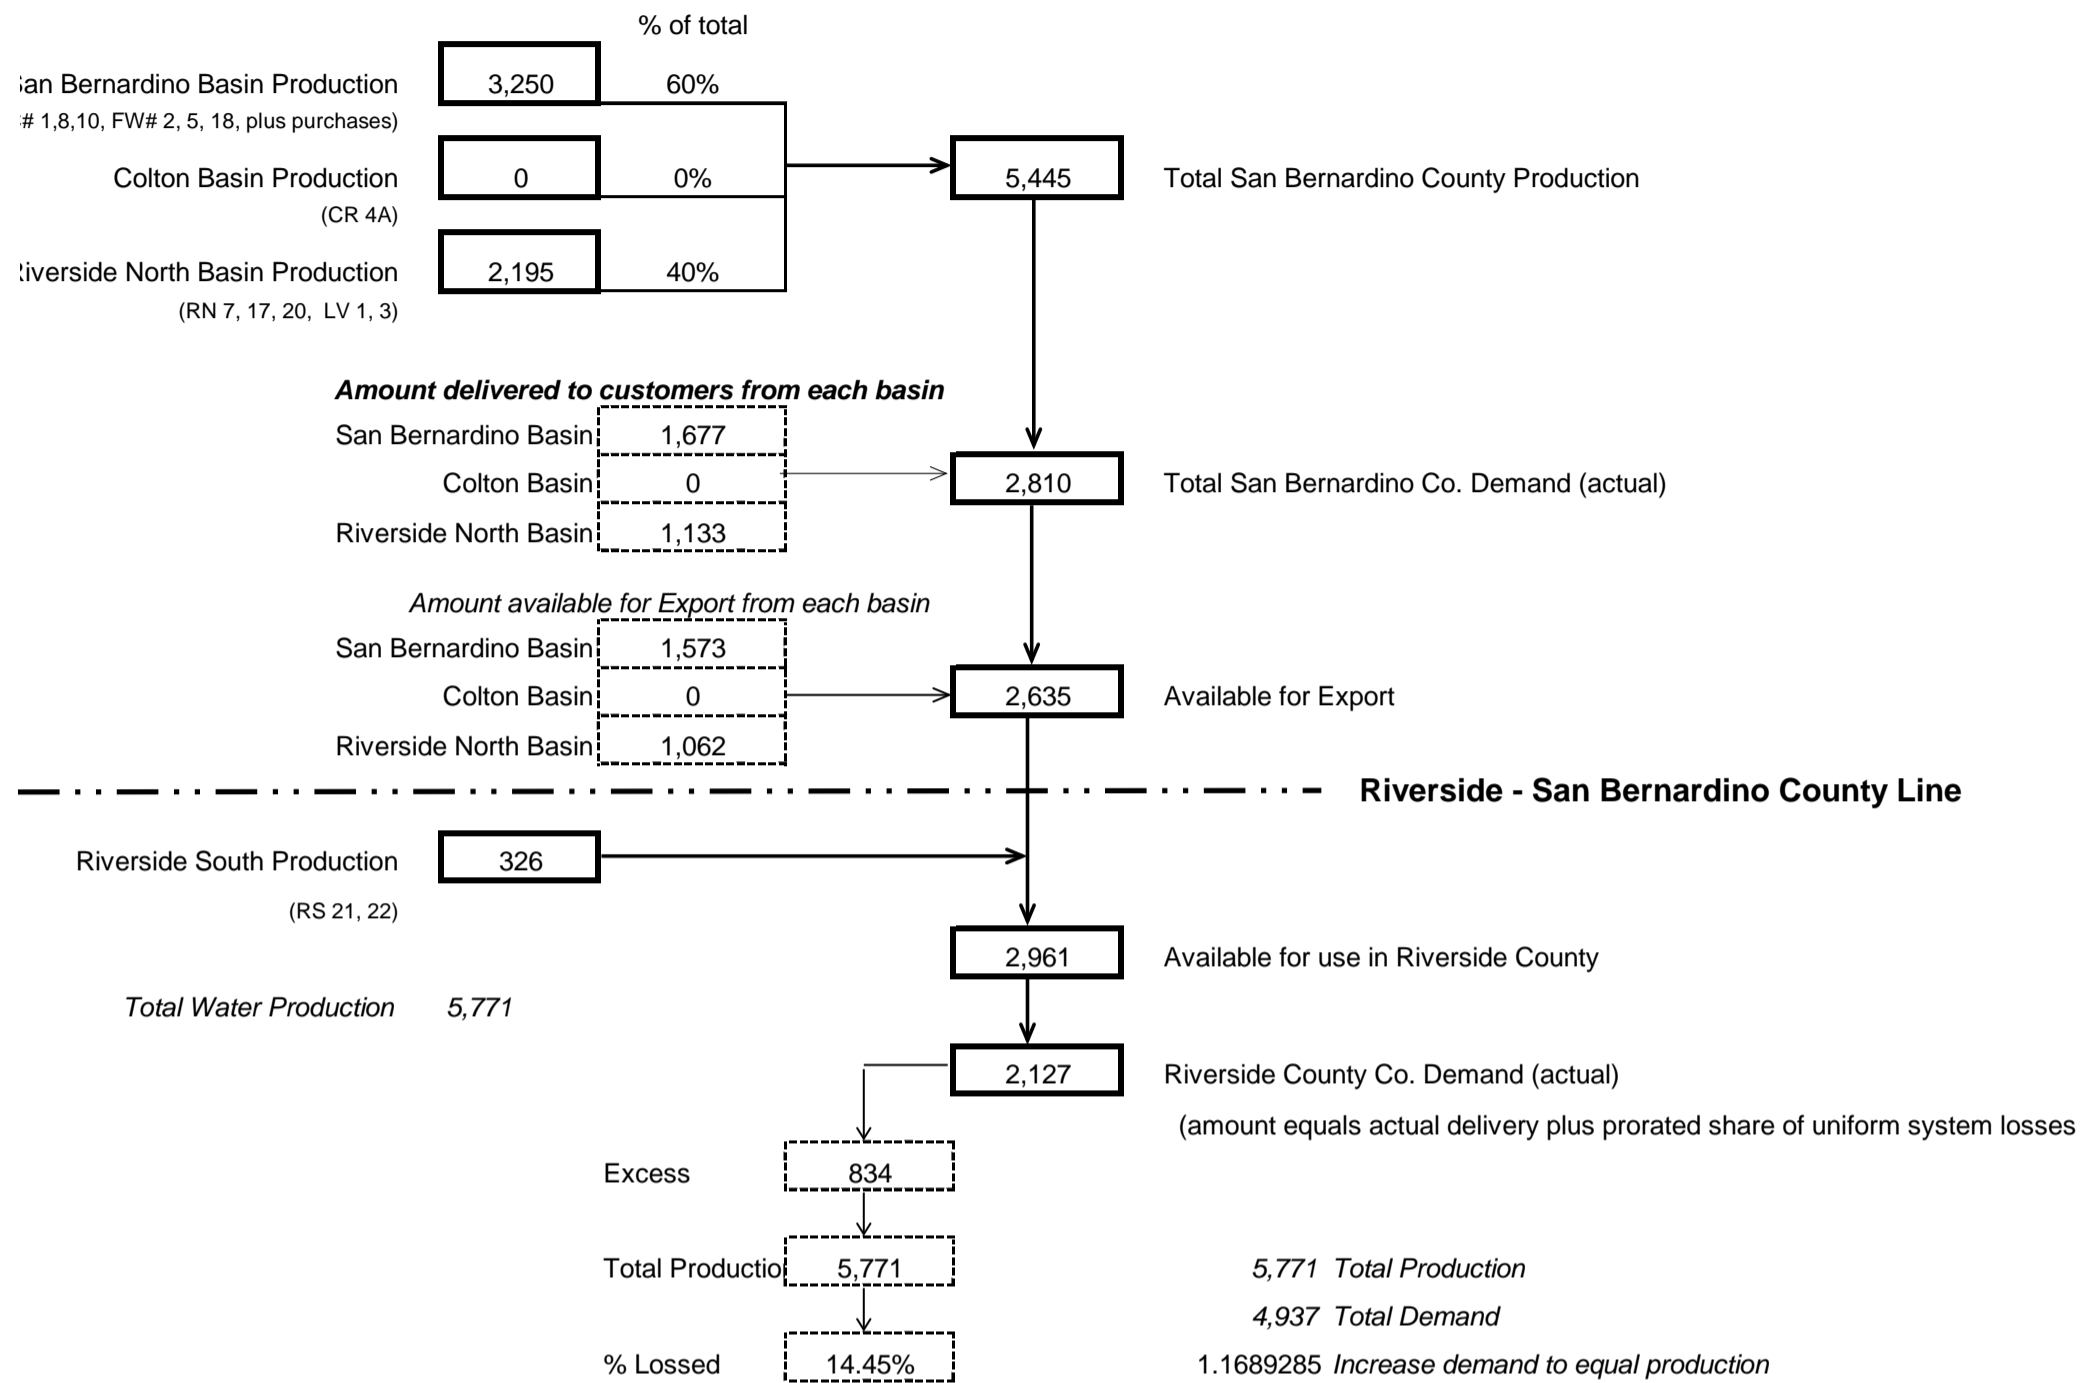 % of total
San Bernardino Basin Production 3,250 60%
# 1,8,10, FW# 2, 5, 18, plus purchases)
Colton Basin Production 0 0% 5,445 Total San Bernardino County Production
(CR 4A)
Riverside North Basin Production 2,195 40%
(RN 7, 17, 20, LV 1, 3)
Amount delivered to customers from each basin
San Bernardino Basin 1,677
Colton Basin 0 2,810 Total San Bernardino Co. Demand (actual)
Riverside North Basin 1,133
Amount available for Export from each basin
San Bernardino Basin 1,573
Colton Basin 0 2,635 Available for Export
Riverside North Basin 1,062
Riverside - San Bernardino County Line
Riverside South Production 326
(RS 21, 22)
2,961 Available for use in Riverside County
Total Water Production 5,771
2,127 Riverside County Co. Demand (actual)
(amount equals actual delivery plus prorated share of uniform system losses
Excess 834
Total Production 5,771 5,771 Total Production
4,937 Total Demand
% Lossed 14.45% 1.1689285 Increase demand to equal production